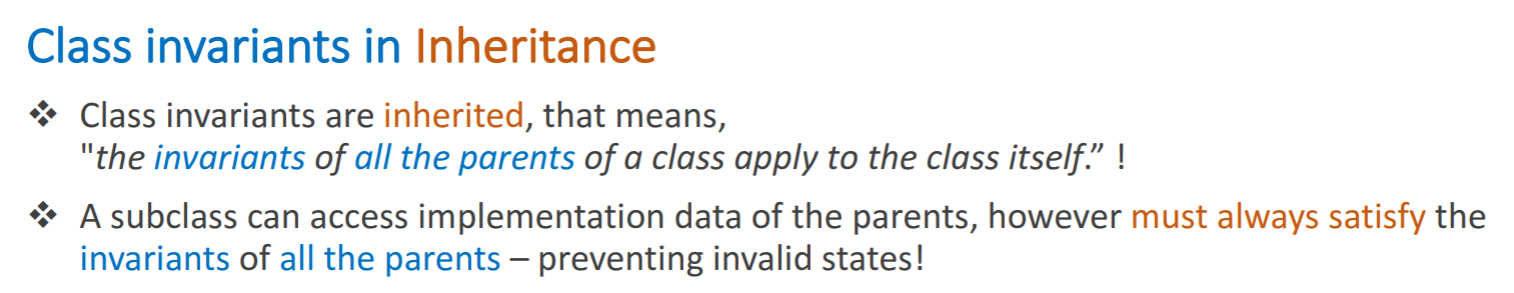 Class invariants in Inheritance
❖ Class invariants are inherited, that means,
"the invariants of all the parents of a class apply to the class itself.” !
❖ A subclass can access implementation data of the parents, however must always satisfy the
invariants of all the parents – preventing invalid states!